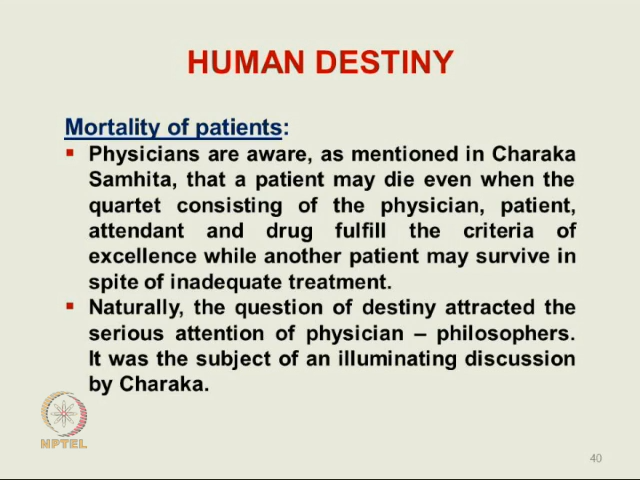 HUMAN DESTINY
Mortality of patients:
▪ Physicians are aware, as mentioned in Charaka
Samhita, that a patient may die even when the
quartet consisting of the physician, patient,
attendant and drug fulfill the criteria of
excellence while another patient may survive in
spite of inadequate treatment.
▪ Naturally, the question of destiny attracted the
serious attention of physician – philosophers.
It was the subject of an illuminating discussion
by Charaka.
NPTEL
40